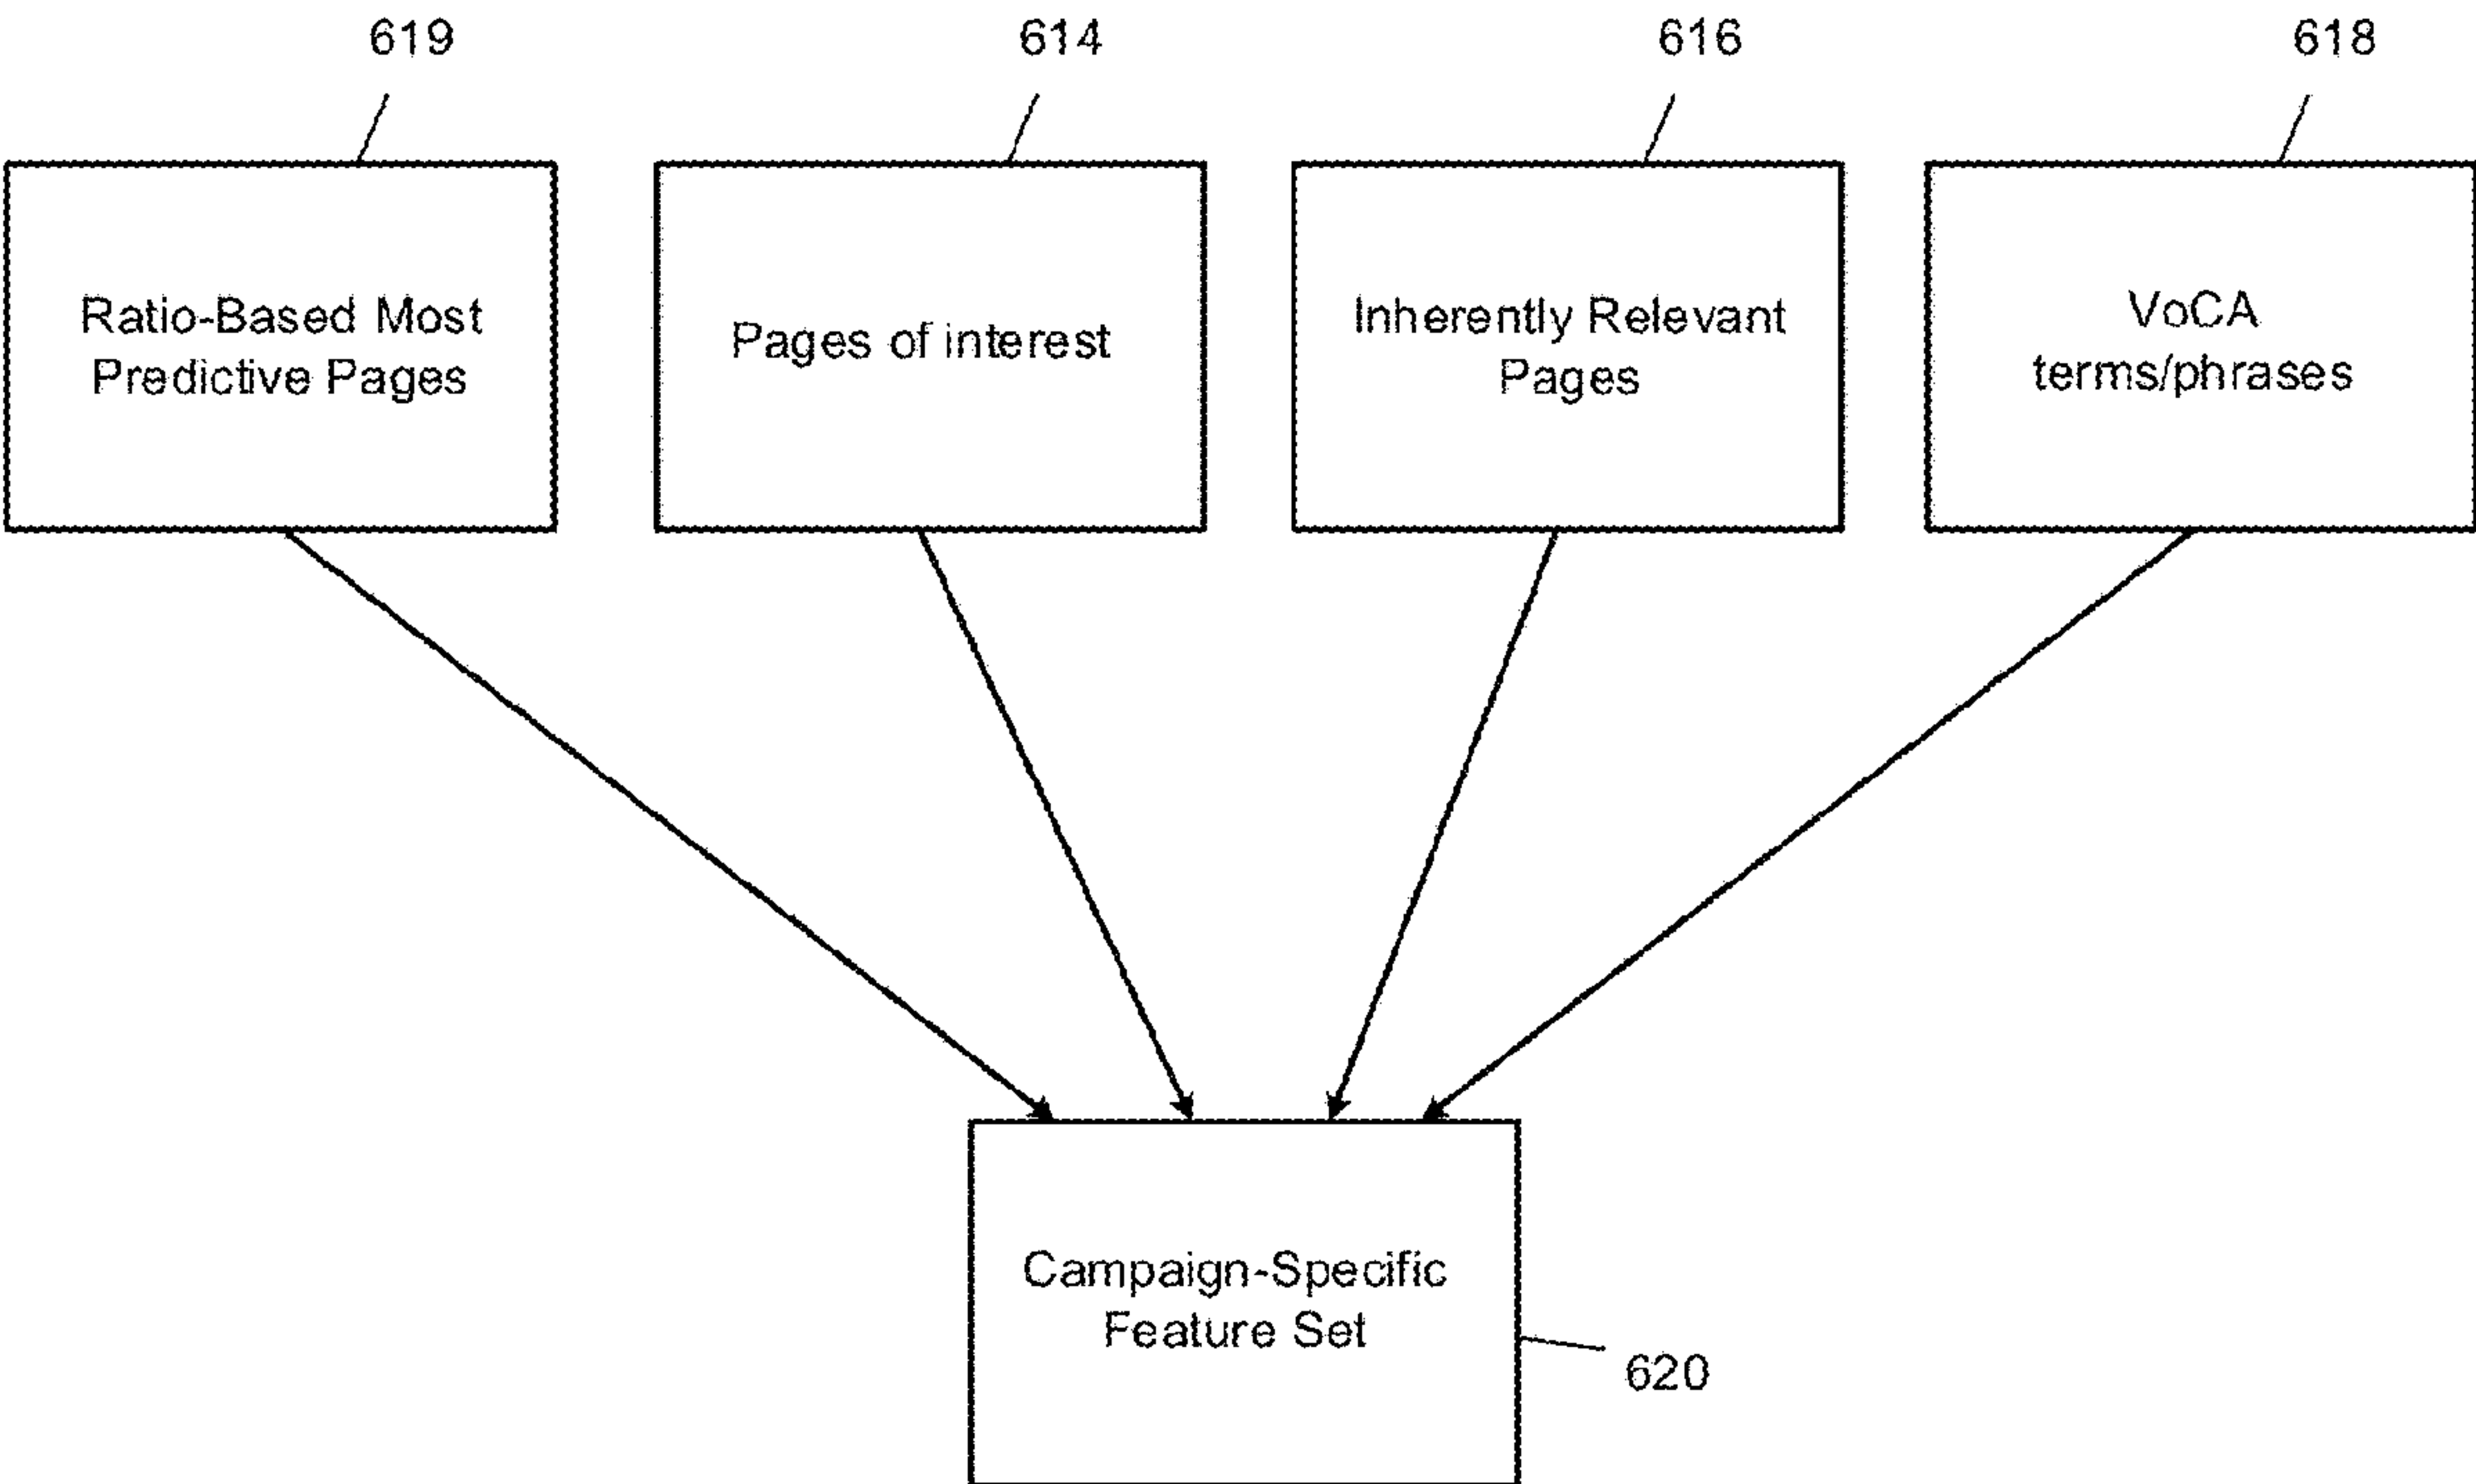 619
614
616
618
Ratio-Based Most
Predictive Pages
Pages of interest
Inherently Relevant
Pages
VoCA
terms/phrases
Campaign-Specific
Feature Set
620